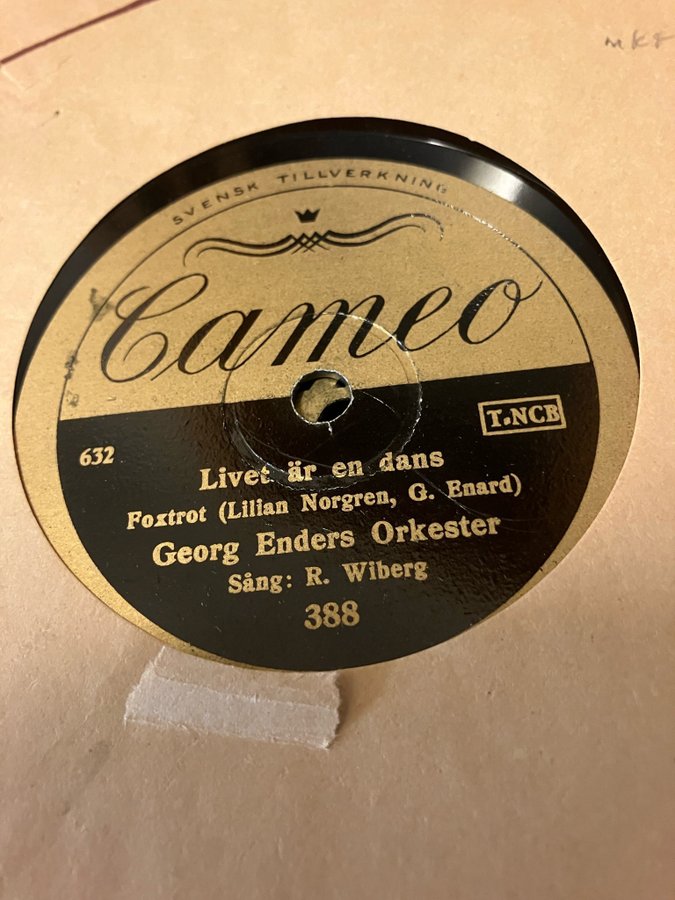 SVENSK TILLVERKNING
Cameo
T.NCB
632
Livet är en dans
Foxtrot (Lilian Norgren, G. Enard)
Georg Enders Orkester
Sång: R. Wiberg
388